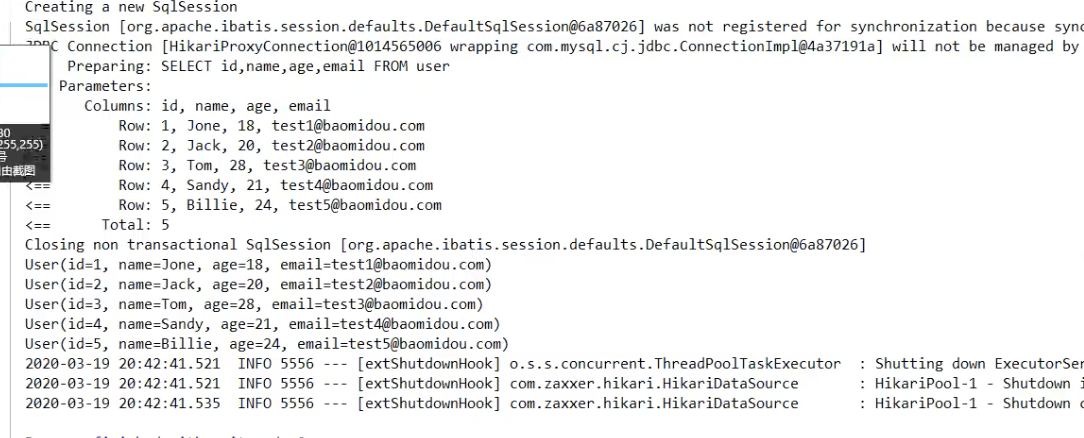 Creating a new SqlSession
SqlSession [org.apache.ibatis.session.defaults.DefaultSqlSession@6a87026] was not registered for synchronization because sync
JDBC Connection [HikariProxyConnection@1014565006 wrapping com.mysql.cj.jdbc.ConnectionImpl@4a37191a] will not be managed by
Preparing: SELECT id,name,age,email FROM user
Parameters:
Columns: id, name, age, email
Row: 1, Jone, 18, test1@baomidou.com
Row: 2, Jack, 20, test2@baomidou.com
Row: 3, Tom, 28, test3@baomidou.com
<== Row: 4, Sandy, 21, test4@baomidou.com
<== Row: 5, Billie, 24, test5@baomidou.com
<== Total: 5
Closing non transactional SqlSession [org.apache.ibatis.session.defaults.DefaultSqlSession@6a87026]
User(id=1, name=Jone, age=18, email=test1@baomidou.com)
User(id=2, name=Jack, age=20, email=test2@baomidou.com)
User(id=3, name=Tom, age=28, email=test3@baomidou.com)
User(id=4, name=Sandy, age=21, email=test4@baomidou.com)
User(id=5, name=Billie, age=24, email=test5@baomidou.com)
2020-03-19 20:42:41.521 INFO 5556 --- [extShutdownHook] o.s.s.concurrent.ThreadPoolTaskExecutor : Shutting down ExecutorSer
2020-03-19 20:42:41.521 INFO 5556 --- [extShutdownHook] com.zaxxer.hikari.HikariDataSource : HikariPool-1 - Shutdown i
2020-03-19 20:42:41.535 INFO 5556 --- [extShutdownHook] com.zaxxer.hikari.HikariDataSource : HikariPool-1 - Shutdown c
30
255,255)
号
由截图